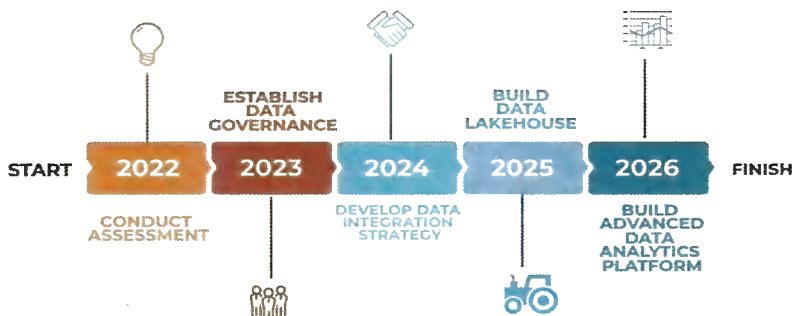 ESTABLISH
DATA
GOVERNANCE
BUILD
DATA
LAKEHOUSE
START
2022
2023
2024
2025
2026
FINISH
CONDUCT
ASSESSMENT
DEVELOP DATA
INTEGRATION
STRATEGY
BUILD
ADVANCED
DATA
ANALYTICS
PLATFORM